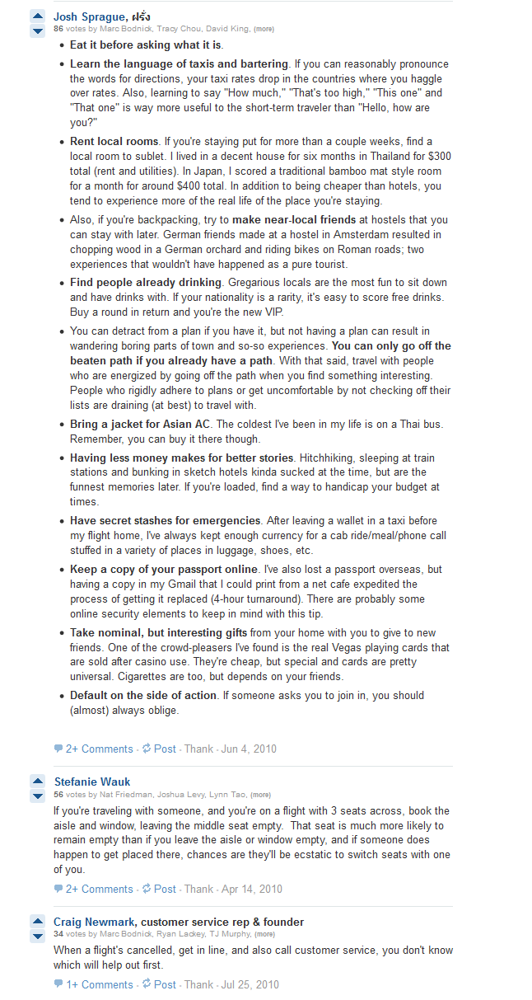 Josh Sprague, ฝรั่ง
86 votes by Marc Bodnick, Tracy Chou, David King, (more)
• Eat it before asking what it is.
• Learn the language of taxis and bartering. If you can reasonably pronounce
the words for directions, your taxi rates drop in the countries where you haggle
over rates. Also, learning to say "How much," "That's too high," "This one" and
"That one" is way more useful to the short-term traveler than "Hello, how are
you?"
• Rent local rooms. If you're staying put for more than a couple weeks, find a
local room to sublet. I lived in a decent house for six months in Thailand for $300
total (rent and utilities). In Japan, I scored a traditional bamboo mat style room
for a month for around $400 total. In addition to being cheaper than hotels, you
tend to experience more of the real life of the place you're staying.
• Also, if you're backpacking, try to make near-local friends at hostels that you
can stay with later. German friends made at a hostel in Amsterdam resulted in
chopping wood in a German orchard and riding bikes on Roman roads; two
experiences that wouldn't have happened as a pure tourist.
• Find people already drinking. Gregarious locals are the most fun to sit down
and have drinks with. If your nationality is a rarity, it's easy to score free drinks.
Buy a round in return and you're the new VIP.
• You can detract from a plan if you have it, but not having a plan can result in
wandering boring parts of town and so-so experiences. You can only go off the
beaten path if you already have a path. With that said, travel with people
who are energized by going off the path when you find something interesting.
People who rigidly adhere to plans or get uncomfortable by not checking off their
lists are draining (at best) to travel with.
• Bring a jacket for Asian AC. The coldest I've been in my life is on a Thai bus.
Remember, you can buy it there though.
• Having less money makes for better stories. Hitchhiking, sleeping at train
stations and bunking in sketch hotels kinda sucked at the time, but are the
funnest memories later. If you're loaded, find a way to handicap your budget at
times.
• Have secret stashes for emergencies. After leaving a wallet in a taxi before
my flight home, I've always kept enough currency for a cab ride/meal/phone call
stuffed in a variety of places in luggage, shoes, etc.
• Keep a copy of your passport online. I've also lost a passport overseas, but
having a copy in my Gmail that I could print from a net cafe expedited the
process of getting it replaced (4-hour turnaround). There are probably some
online security elements to keep in mind with this tip.
• Take nominal, but interesting gifts from your home with you to give to new
friends. One of the crowd-pleasers I've found is the real Vegas playing cards that
are sold after casino use. They're cheap, but special and cards are pretty
universal. Cigarettes are too, but depends on your friends.
• Default on the side of action. If someone asks you to join in, you should
(almost) always oblige.
2+ Comments · Post · Thank · Jun 4, 2010
Stefanie Wauk
56 votes by Nat Friedman, Joshua Levy, Lynn Tao, (more)
If you're traveling with someone, and you're on a flight with 3 seats across, book the
aisle and window, leaving the middle seat empty. That seat is much more likely to
remain empty than if you leave the aisle or window empty, and if someone does
happen to get placed there, chances are they'll be ecstatic to switch seats with one
of you.
2+ Comments · Post · Thank · Apr 14, 2010
Craig Newmark, customer service rep & founder
34 votes by Marc Bodnick, Ryan Lackey, TJ Murphy, (more)
When a flight's cancelled, get in line, and also call customer service, you don't know
which will help out first.
1+ Comments · Post · Thank · Jul 25, 2010